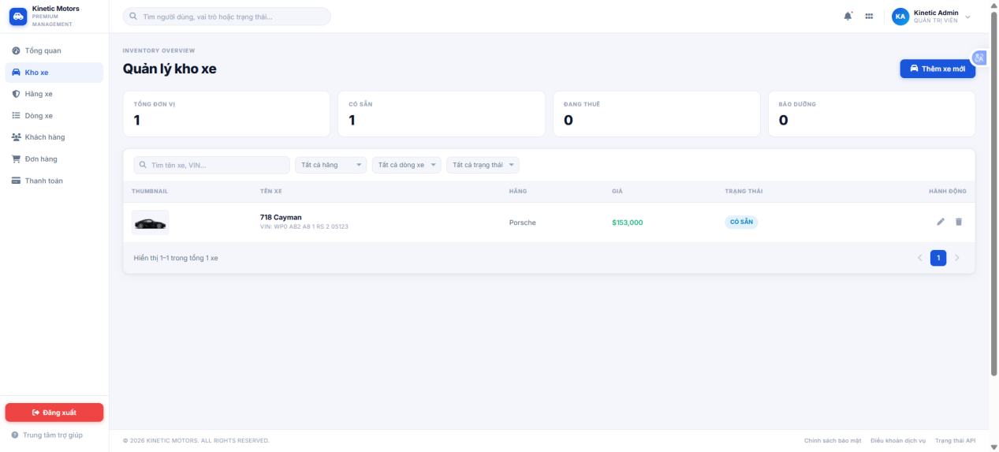 Kinetic Motors
PREMIUM
MANAGEMENT
Tìm người dùng, vai trò hoặc trạng thái...
KA
Kinetic Admin
QUẢN TRỊ VIÊN
Tổng quan
Kho xe
Hãng xe
Dòng xe
Khách hàng
Đơn hàng
Thanh toán
INVENTORY OVERVIEW
Quản lý kho xe
Thêm xe mới
TỔNG ĐƠN VỊ
1
CÓ SẴN
1
ĐANG THUÊ
0
BẢO DƯỠNG
0
Tìm tên xe, VIN...
Tất cả hãng
Tất cả dòng xe
Tất cả trạng thái
THUMBNAIL TÊN XE HÃNG GIÁ TRẠNG THÁI HÀNH ĐỘNG
718 Cayman
VIN: WP0 AB2 A8 1 RS 2 05123
Porsche
$153,000
CÓ SẴN
Hiển thị 1–1 trong tổng 1 xe
1
Đăng xuất
Trung tâm trợ giúp
© 2026 KINETIC MOTORS. ALL RIGHTS RESERVED.
Chính sách bảo mật Điều khoản dịch vụ Trạng thái API